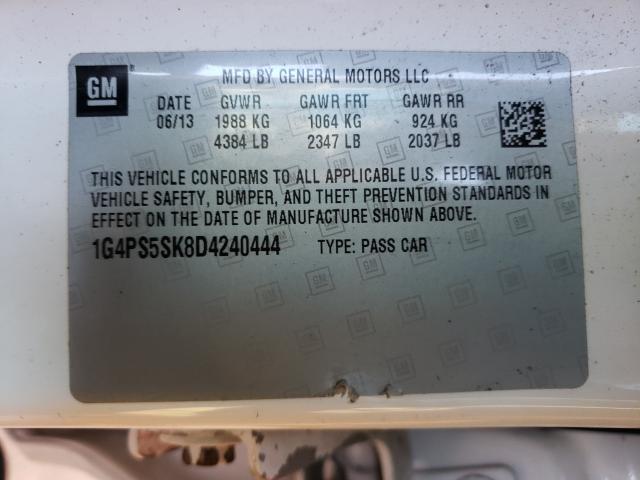 GM
MFD BY GENERAL MOTORS LLC
DATE GVWR GAWR FRT GAWR RR
06/13 1988 KG 1064 KG 924 KG
4384 LB 2347 LB 2037 LB
THIS VEHICLE CONFORMS TO ALL APPLICABLE U.S. FEDERAL MOTOR
VEHICLE SAFETY, BUMPER, AND THEFT PREVENTION STANDARDS IN
EFFECT ON THE DATE OF MANUFACTURE SHOWN ABOVE.
1G4PS5SK8D4240444 TYPE: PASS CAR